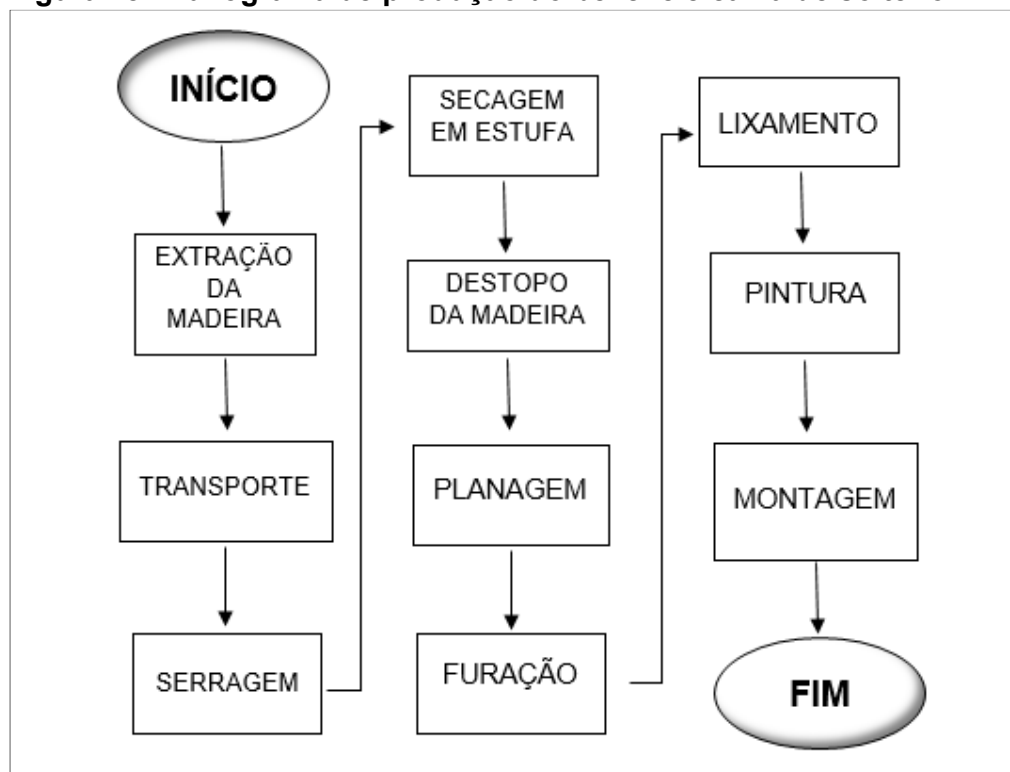 INÍCIO
EXTRAÇÃO
DA
MADEIRA
TRANSPORTE
SERRAGEM
SECAGEM
EM ESTUFA
DESTOPO
DA MADEIRA
PLANAGEM
FURAÇÃO
LIXAMENTO
PINTURA
MONTAGEM
FIM